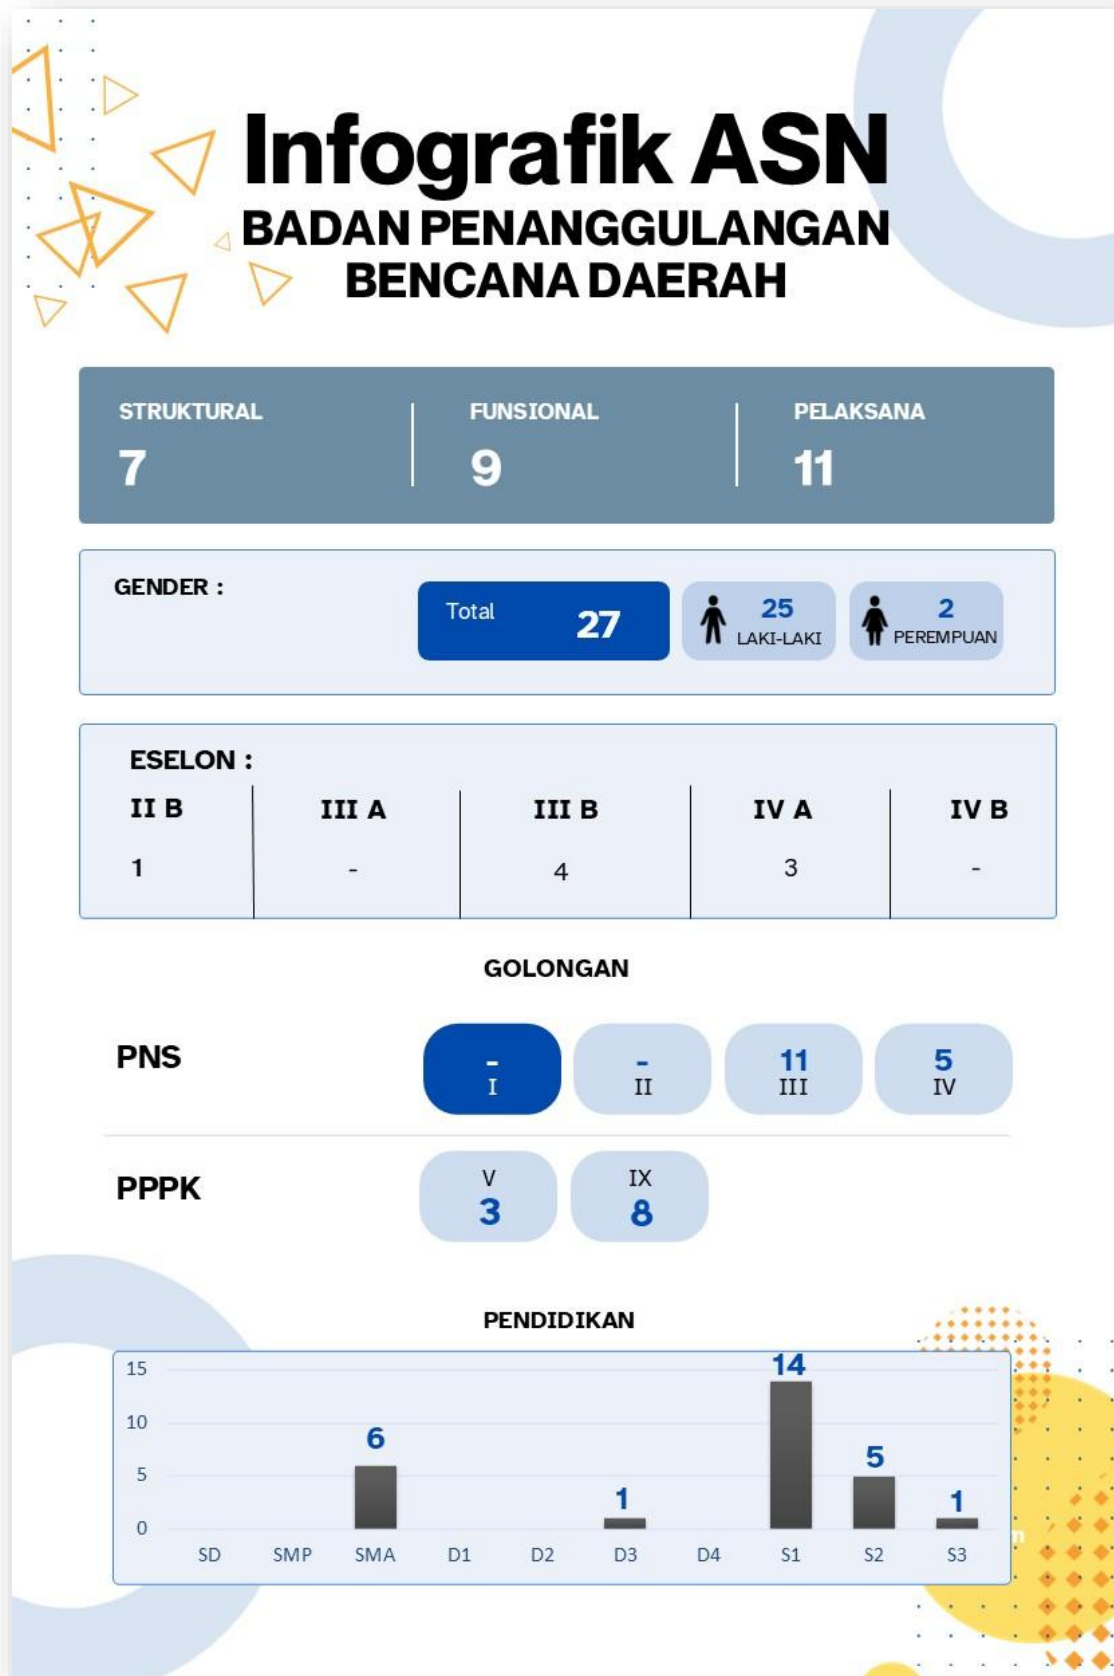 Infografik ASN
BADAN PENANGGULANGAN
BENCANA DAERAH
STRUKTURAL
7
FUNSIONAL
9
PELAKSANA
11
GENDER :
Total 27
25
LAKI-LAKI
2
PEREMPUAN
ESELON :
II B III A III B IV A IV B
1 - 4 3 -
GOLONGAN
PNS
-
I
-
II
11
III
5
IV
PPPK
V
3
IX
8
PENDIDIKAN
15
10
5
0
6
1
14
5
1
SD SMP SMA D1 D2 D3 D4 S1 S2 S3